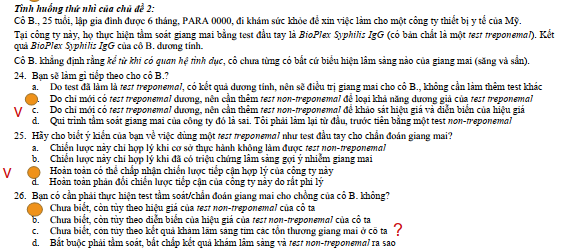 Tình huống thứ nhì của chủ đề 2:
Cô B., 25 tuổi, lập gia đình được 6 tháng, PARA 0000, đi khám sức khỏe để xin việc làm cho một công ty thiết bị y tế của Mỹ.
Tại công ty này, họ thực hiện tầm soát giang mai bằng test đầu tay là BioPlex Syphilis IgG (có bản chất là một test treponemal). Kết
quả BioPlex Syphilis IgG của cô B. dương tính.
Cô B. khẳng định rằng kể từ khi có quan hệ tình dục, cô chưa từng có bất cứ biểu hiện lâm sàng nào của giang mai (săng và sẩn).
24. Bạn sẽ làm gì tiếp theo cho cô B.?
a. Do test đã làm là test treponemal, có kết quả dương tính, nên sẽ điều trị giang mai cho cô B., không cần làm thêm test khác
Do chỉ mới có test treponemal dương, nên cần thêm test non-treponemal để loại khả năng dương giả của test treponemal
V c. Do chỉ mới có test treponemal dương, nên cần thêm test non-treponemal để khảo sát hiệu giá và diễn biến của hiệu giá
d. Qui trình tầm soát giang mai của công ty đó là sai. Tôi phải làm lại từ đầu, trước tiên bằng một test non-treponemal
25. Hãy cho biết ý kiến của bạn về việc dùng một test treponemal như test đầu tay cho chẩn đoán giang mai?
a. Chiến lược này chỉ hợp lý khi cơ sở thực hành không làm được test non-treponemal
b. Chiến lược này chỉ hợp lý khi đã có triệu chứng lâm sàng gợi ý nhiễm giang mai
V Hoàn toàn có thể chấp nhận chiến lược tiếp cận hợp lý của công ty này
d. Hoàn toàn phản đối chiến lược tiếp cận của công ty này do rất phi lý
26. Bạn có cần phải thực hiện test tầm soát/chẩn đoán giang mai cho chồng của cô B. không?
Chưa biết, còn tùy theo hiệu giá của test non-treponemal của cô ta
b. Chưa biết, còn tùy theo diễn biến của hiệu giá của test non-treponemal của cô ta
c. Chưa biết, còn tùy theo kết quả khám lâm sàng tìm các tổn thương giang mai ở cô ta ?
d. Bắt buộc phải tầm soát, bất chấp kết quả khám lâm sàng và test non-treponemal ra sao